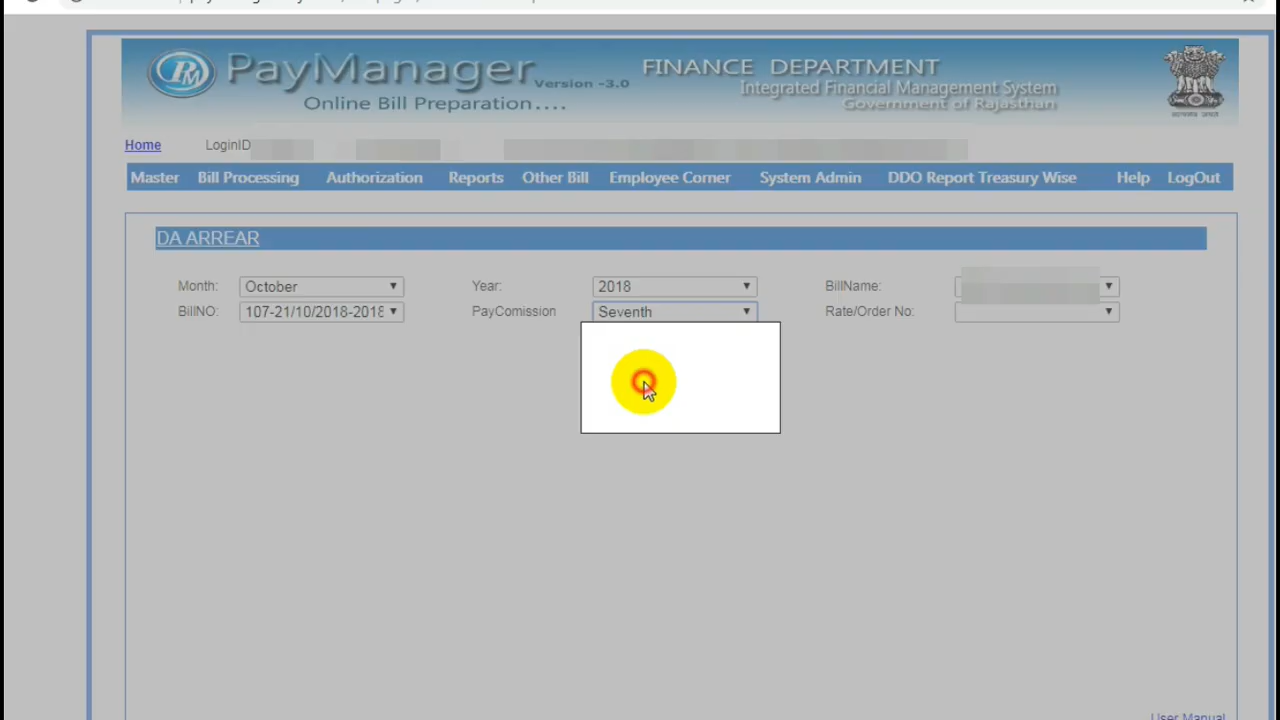 PayManager Version -3.0
Online Bill Preparation....
FINANCE DEPARTMENT
Integrated Financial Management System
Government of Rajasthan
Home LoginID
Master Bill Processing Authorization Reports Other Bill Employee Corner System Admin DDO Report Treasury Wise Help LogOut
DA ARREAR
Month: October Year: 2018 BillName:
BillNO: 107-21/10/2018-2018 PayComission Seventh Rate/Order No:
User Manual